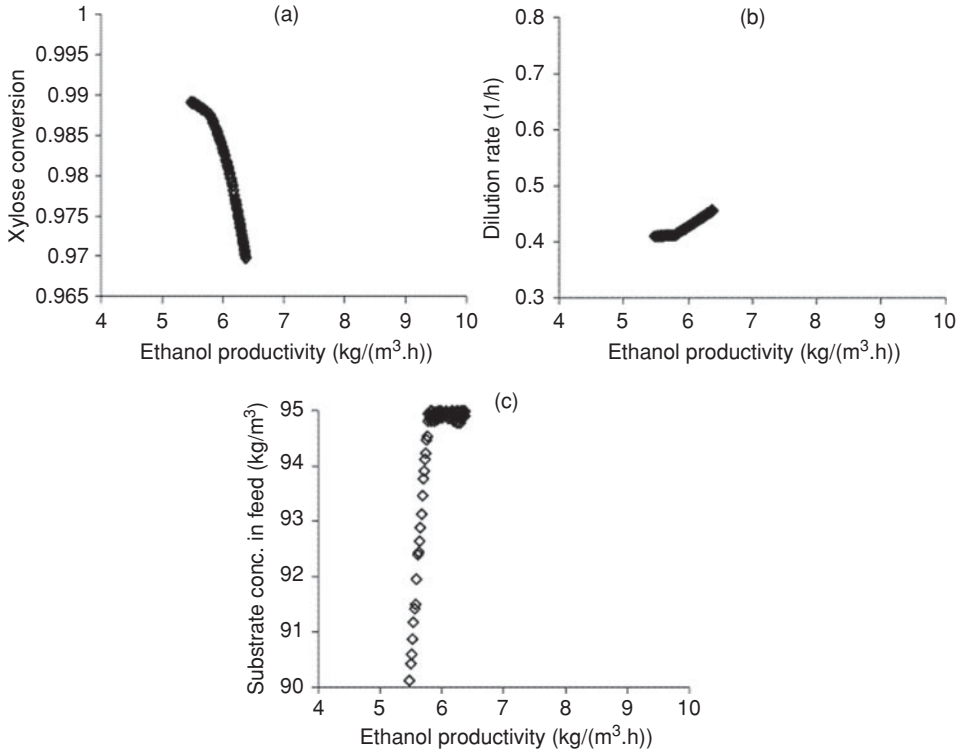 (a)
Xylose conversion
1
0.995
0.99
0.985
0.98
0.975
0.97
0.965
4 5 6 7 8 9 10
Ethanol productivity (kg/(m³.h))
(b)
Dilution rate (1/h)
0.8
0.7
0.6
0.5
0.4
0.3
4 5 6 7 8 9 10
Ethanol productivity (kg/(m³.h))
(c)
Substrate conc. in feed (kg/m³)
95
94
93
92
91
90
4 5 6 7 8 9 10
Ethanol productivity (kg/(m³.h))